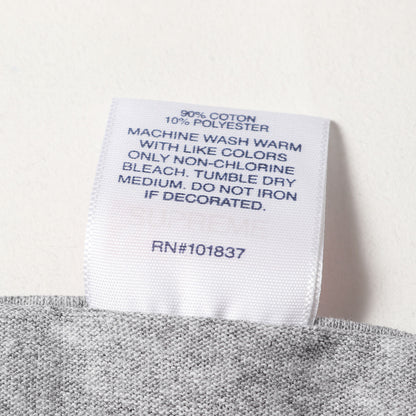 90% COTON
10% POLYESTER
MACHINE WASH WARM
WITH LIKE COLORS
ONLY NON-CHLORINE
BLEACH. TUMBLE DRY
MEDIUM. DO NOT IRON
IF DECORATED.
RN#101837